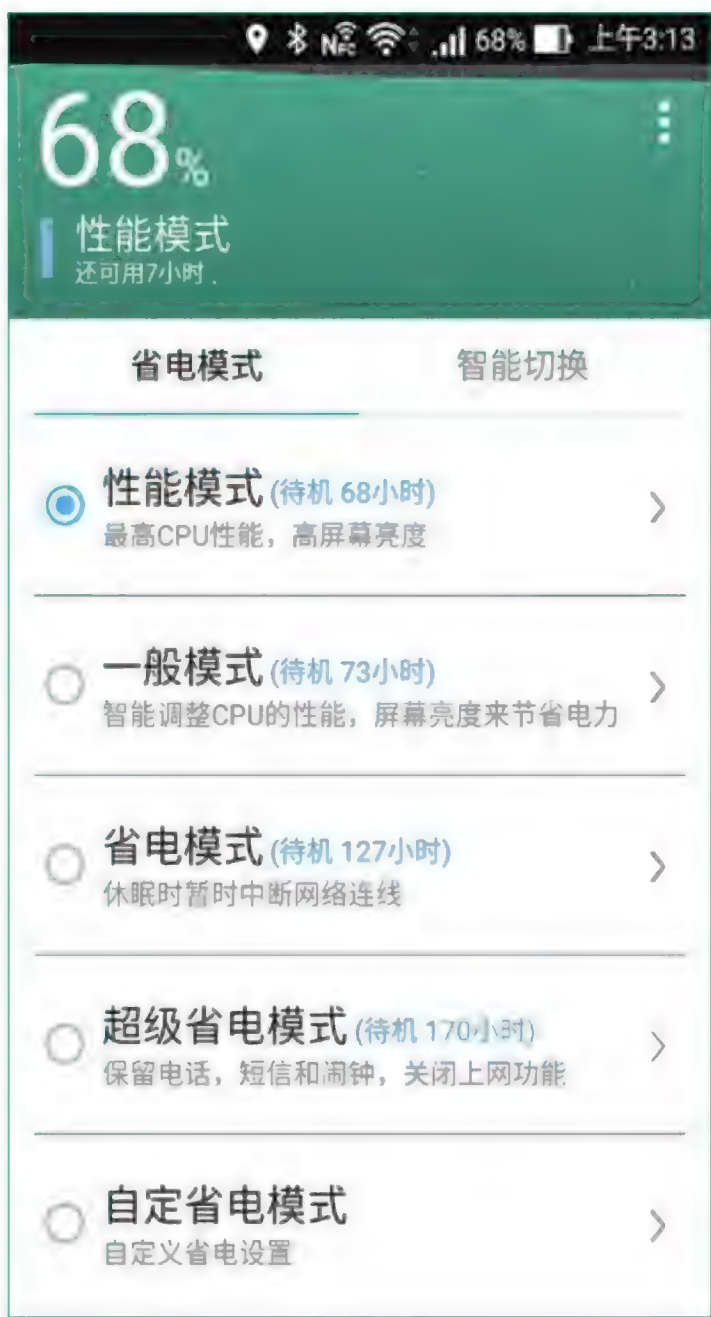 NFC 68% 上午3:13
68%
性能模式
还可用7小时
省电模式 智能切换
性能模式(待机 68小时)
最高CPU性能，高屏幕亮度
一般模式(待机 73小时)
智能调整CPU的性能，屏幕亮度来节省电力
省电模式(待机 127小时)
休眠时暂时中断网络连线
超级省电模式(待机 170小时)
保留电话，短信和闹钟，关闭上网功能
自定省电模式
自定义省电设置